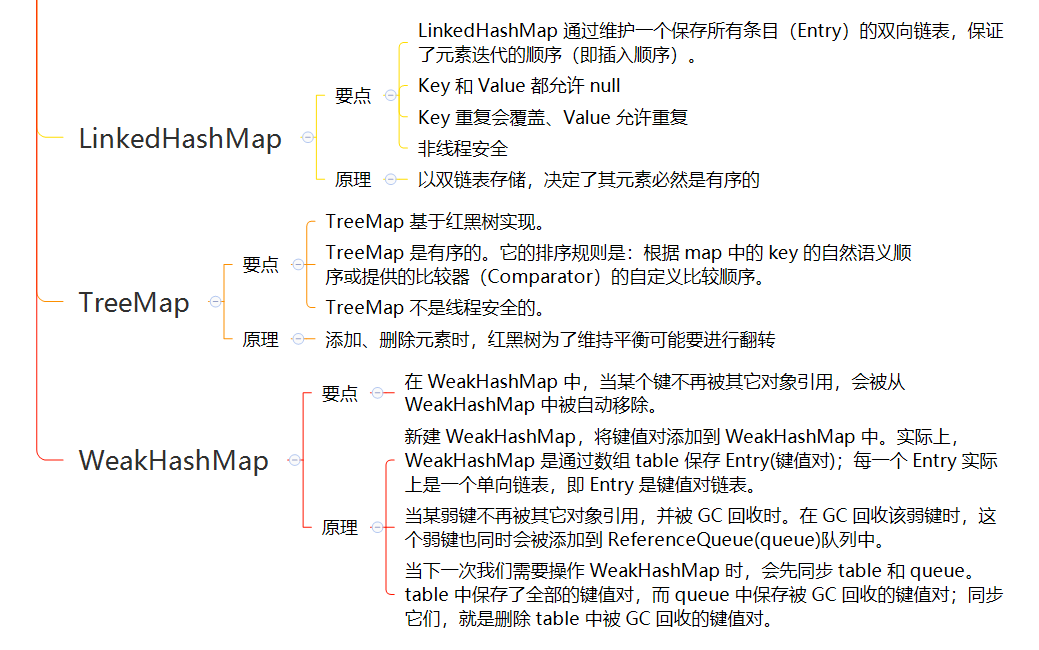 LinkedHashMap
要点
LinkedHashMap 通过维护一个保存所有条目（Entry）的双向链表，保证
了元素迭代的顺序（即插入顺序）。
Key 和 Value 都允许 null
Key 重复会覆盖、Value 允许重复
非线程安全
原理
以双链表存储，决定了其元素必然是有序的
TreeMap
要点
TreeMap 基于红黑树实现。
TreeMap 是有序的。它的排序规则是：根据 map 中的 key 的自然语义顺
序或提供的比较器（Comparator）的自定义比较顺序。
TreeMap 不是线程安全的。
原理
添加、删除元素时，红黑树为了维持平衡可能要进行翻转
WeakHashMap
要点
在 WeakHashMap 中，当某个键不再被其它对象引用，会被从
WeakHashMap 中被自动移除。
原理
新建 WeakHashMap，将键值对添加到 WeakHashMap 中。实际上，
WeakHashMap 是通过数组 table 保存 Entry(键值对)；每一个 Entry 实际
上是一个单向链表，即 Entry 是键值对链表。
当某弱键不再被其它对象引用，并被 GC 回收时。在 GC 回收该弱键时，这
个弱键也同时会被添加到 ReferenceQueue(queue)队列中。
当下一次我们需要操作 WeakHashMap 时，会先同步 table 和 queue。
table 中保存了全部的键值对，而 queue 中保存被 GC 回收的键值对；同步
它们，就是删除 table 中被 GC 回收的键值对。